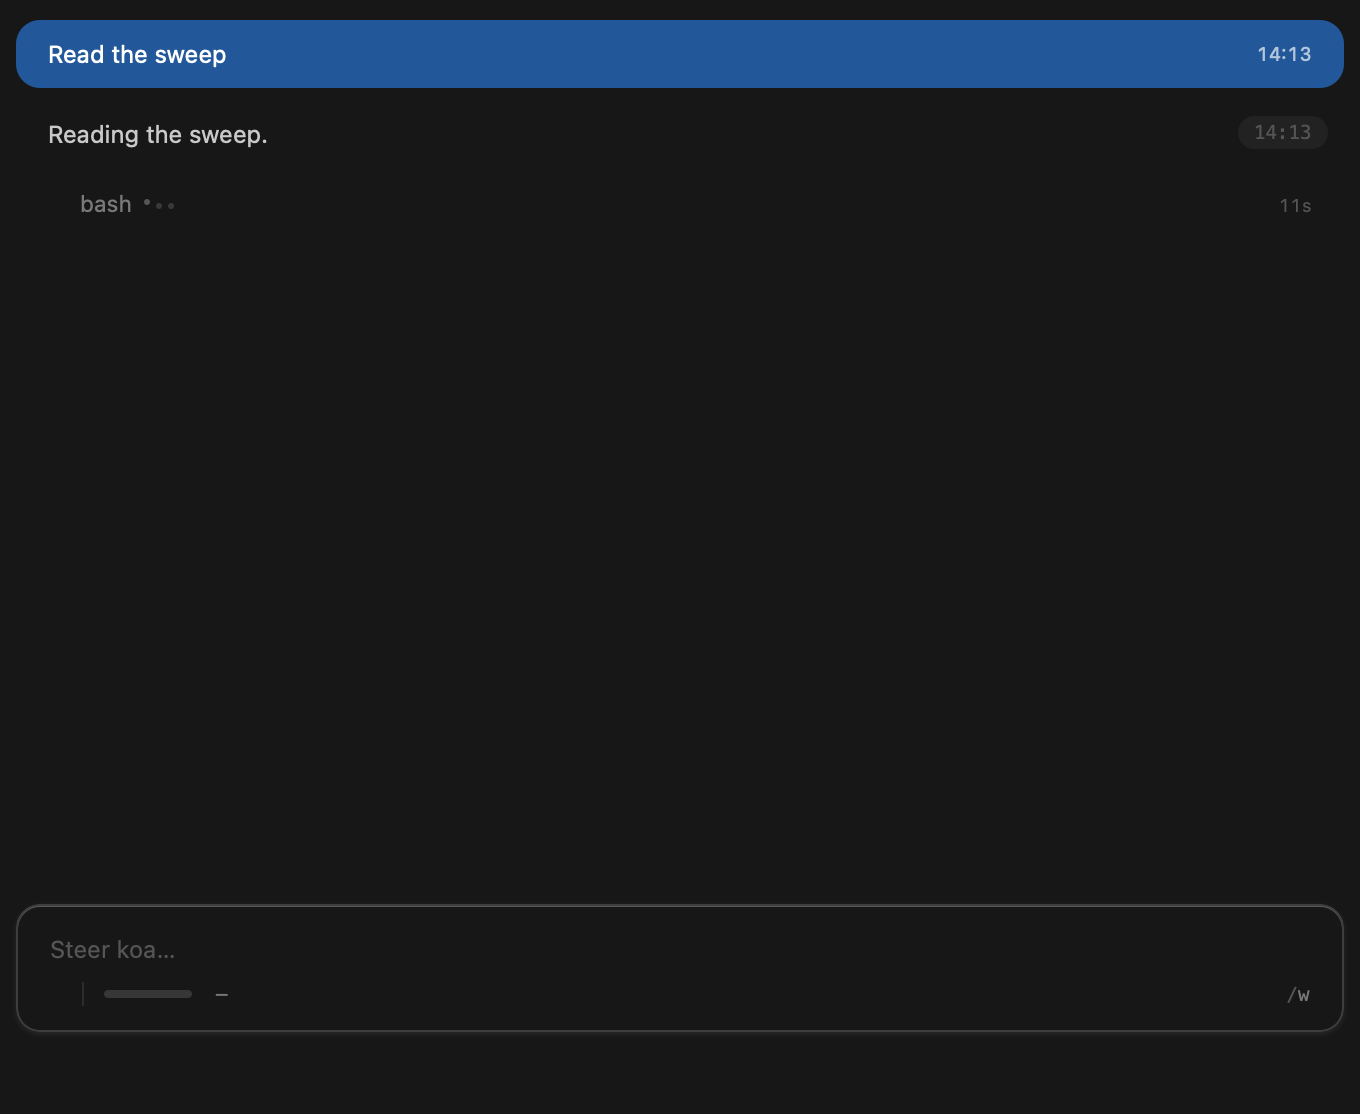 Read the sweep 14:13
Reading the sweep. 14:13
bash 11s
Steer koa...
– /w